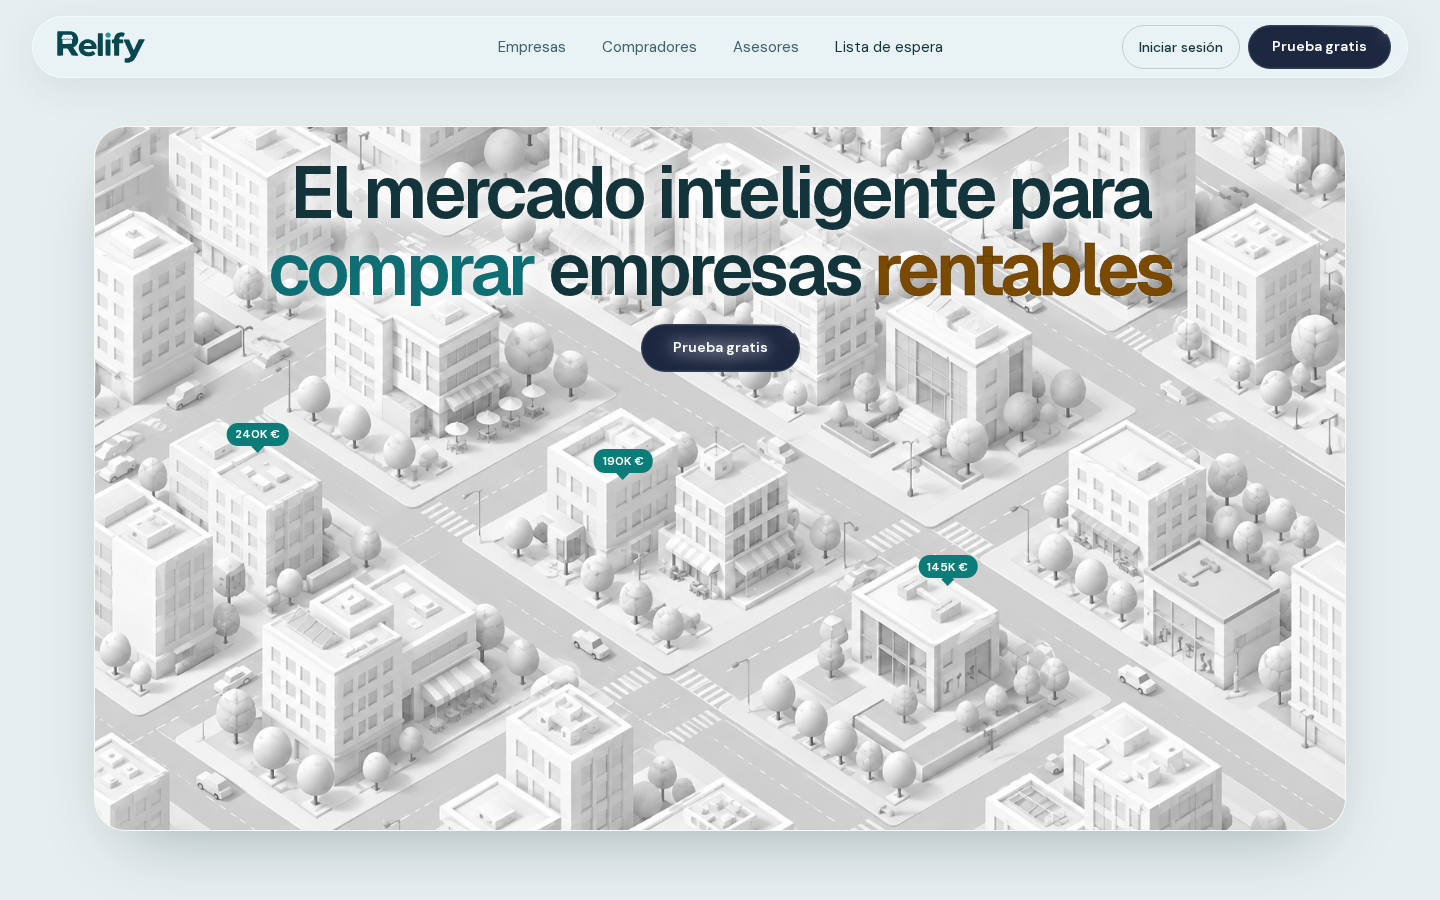 Relify
Empresas
Compradores
Asesores
Lista de espera
Iniciar sesión
Prueba gratis
El mercado inteligente para
comprar empresas rentables
Prueba gratis
240K €
190K €
145K €